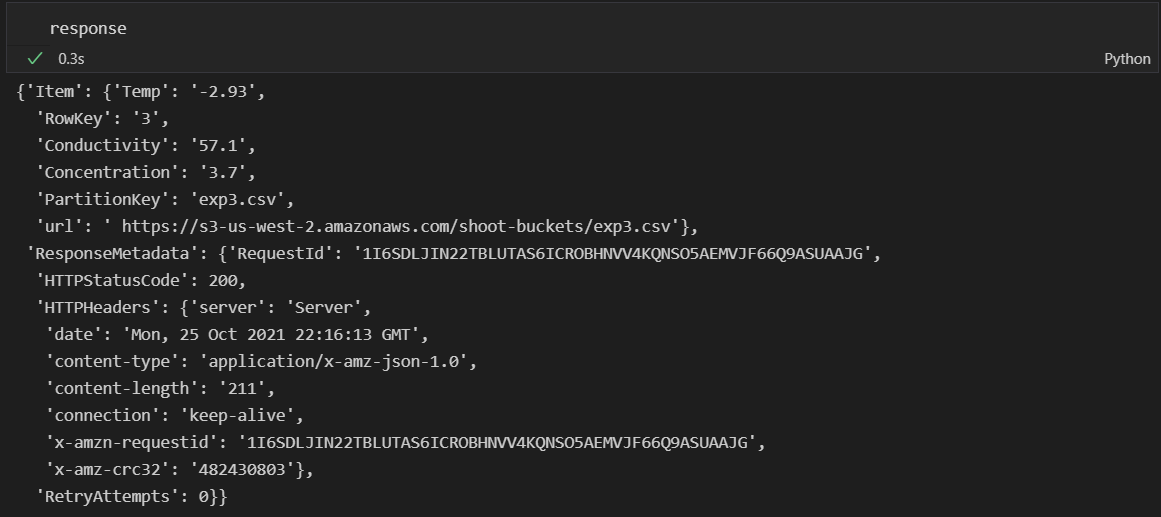 response
0.3s
Python
{'Item': {'Temp': '-2.93',
'RowKey': '3',
'Conductivity': '57.1',
'Concentration': '3.7',
'PartitionKey': 'exp3.csv',
'url': ' https://s3-us-west-2.amazonaws.com/shoot-buckets/exp3.csv'},
'ResponseMetadata': {'RequestId': '1I6SDLJIN22TBLUTAS6ICROBHNVV4KQNSO5AEMVJF66Q9ASUAAJG',
'HTTPStatusCode': 200,
'HTTPHeaders': {'server': 'Server',
'date': 'Mon, 25 Oct 2021 22:16:13 GMT',
'content-type': 'application/x-amz-json-1.0',
'content-length': '211',
'connection': 'keep-alive',
'x-amzn-requestid': '1I6SDLJIN22TBLUTAS6ICROBHNVV4KQNSO5AEMVJF66Q9ASUAAJG',
'x-amz-crc32': '482430803'},
'RetryAttempts': 0}}